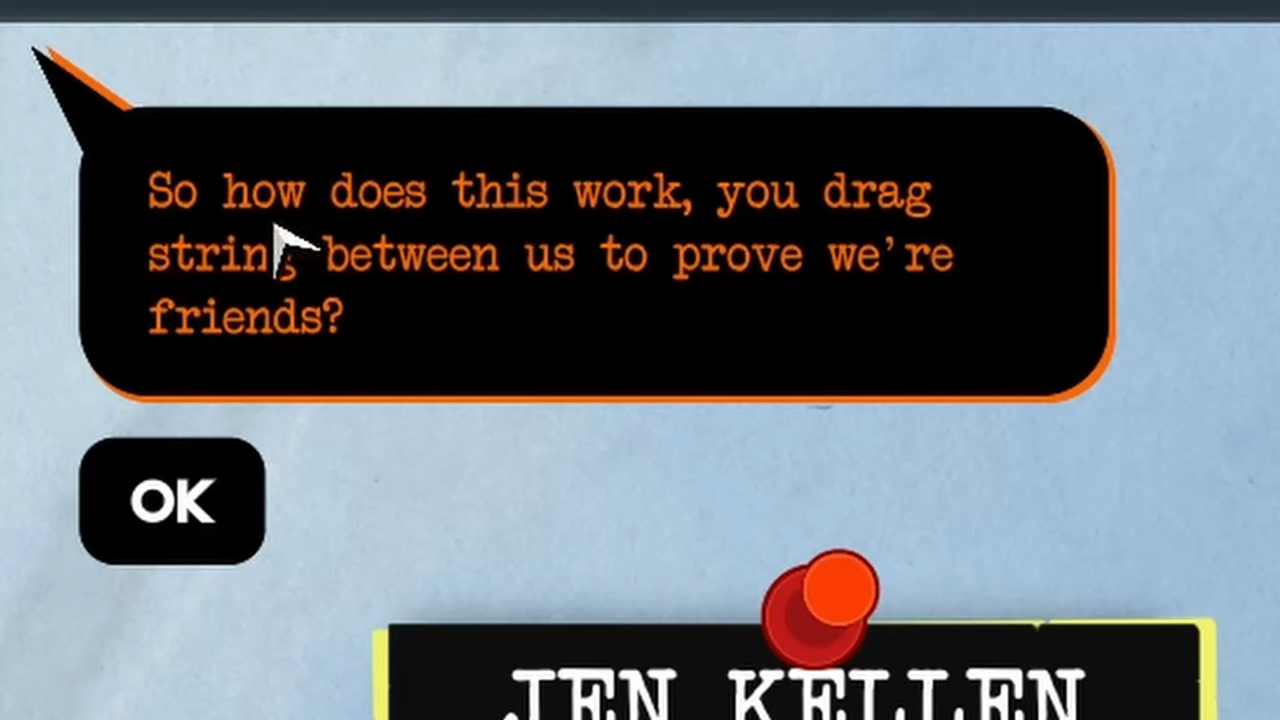 So how does this work, you drag
string between us to prove we're
friends?
OK
JEN KELLEN